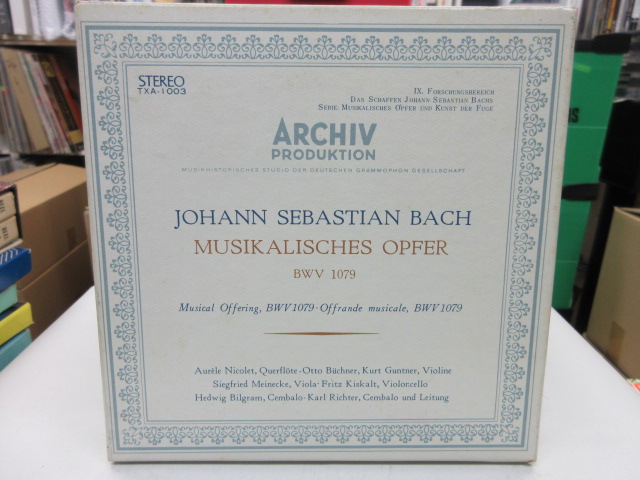 STEREO
TXA-1003
IX. Forschungsbereich
Das Schaffen Johann Sebastian Bachs
Serie Musikalisches Opfer und Kunst der Fuge
ARCHIV
PRODUKTION
MUSIKHISTORISCHES STUDIO DER DEUTSCHEN GRAMMOPHON GESELLSCHAFT
JOHANN SEBASTIAN BACH
MUSIKALISCHES OPFER
BWV 1079
Musical Offering, BWV 1079 · Offrande musicale, BWV 1079
Aurèle Nicolet, Querflöte · Otto Büchner, Kurt Guntner, Violine
Siegfried Meinecke, Viola · Fritz Kiskalt, Violoncello
Hedwig Bilgram, Cembalo · Karl Richter, Cembalo und Leitung